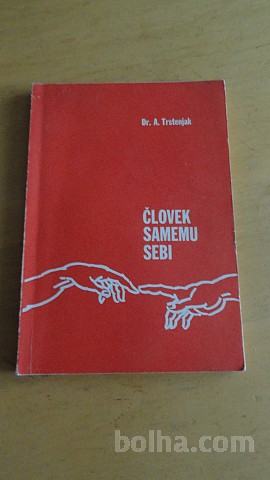 Dr. A. Trstenjak
ČLOVEK
SAMEMU
SEBI
bolha.com